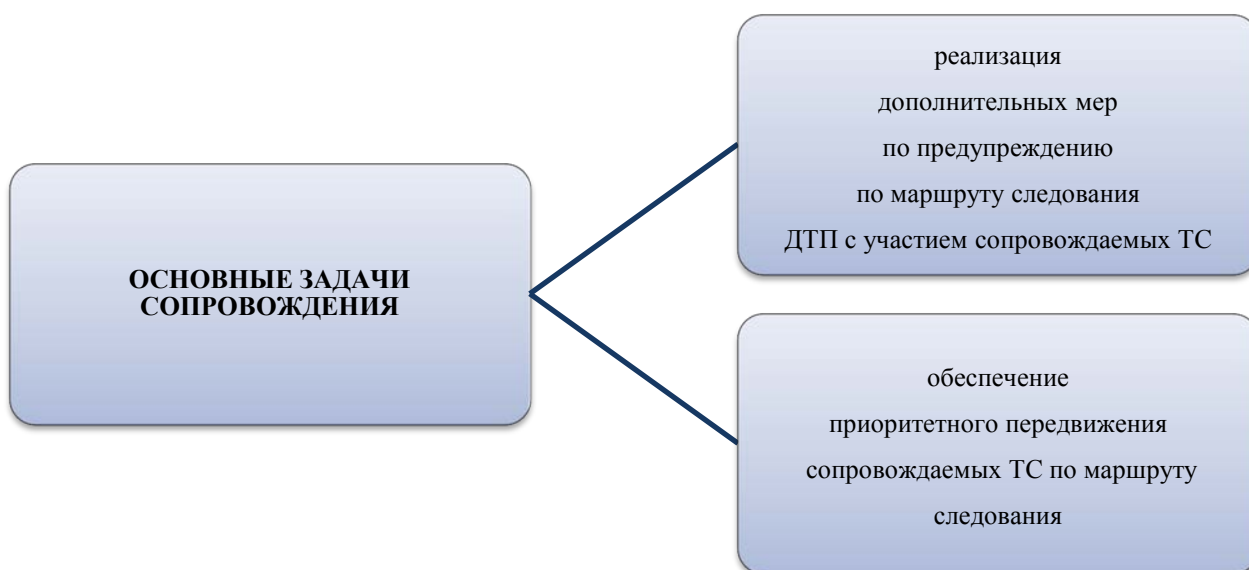 ОСНОВНЫЕ ЗАДАЧИ
СОПРОВОЖДЕНИЯ
реализация
дополнительных мер
по предупреждению
по маршруту следования
ДТП с участием сопровождаемых ТС
обеспечение
приоритетного передвижения
сопровождаемых ТС по маршруту
следования